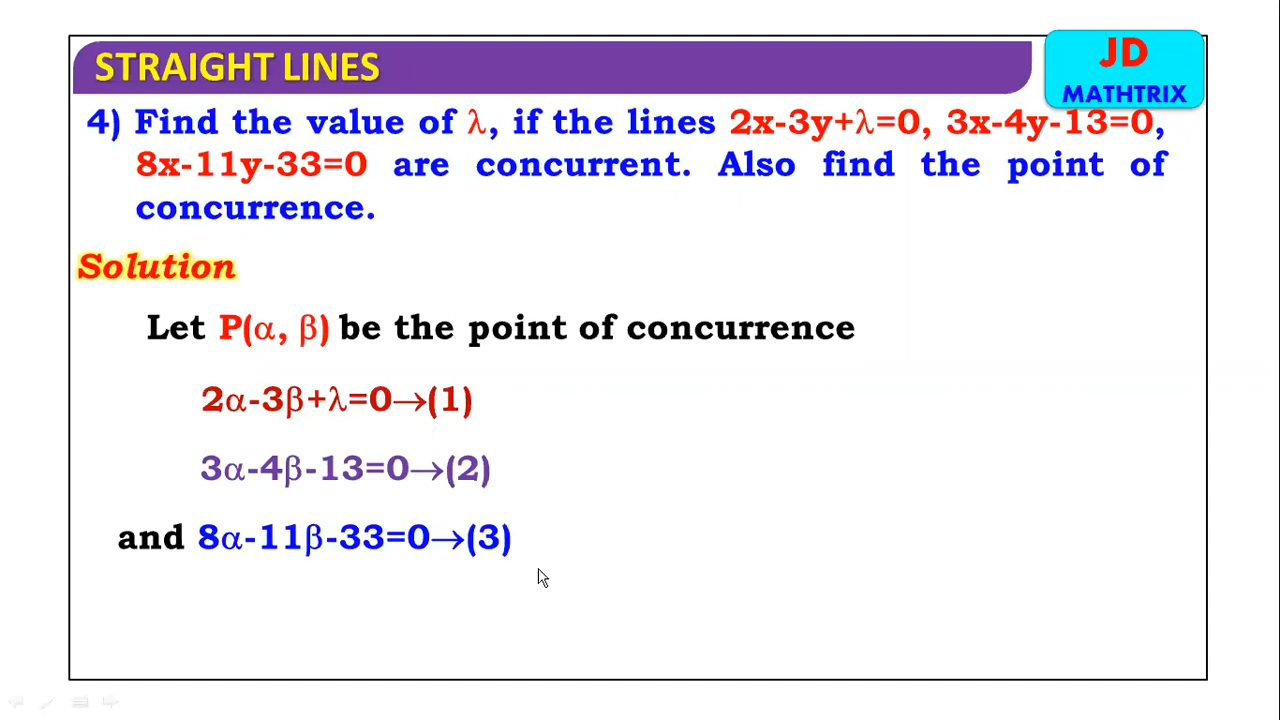 STRAIGHT LINES
JD
MATHTRIX
4) Find the value of λ, if the lines 2x-3y+λ=0, 3x-4y-13=0,
8x-11y-33=0 are concurrent. Also find the point of
concurrence.
Solution
Let P(α, β) be the point of concurrence
2α-3β+λ=0→(1)
3α-4β-13=0→(2)
and 8α-11β-33=0→(3)